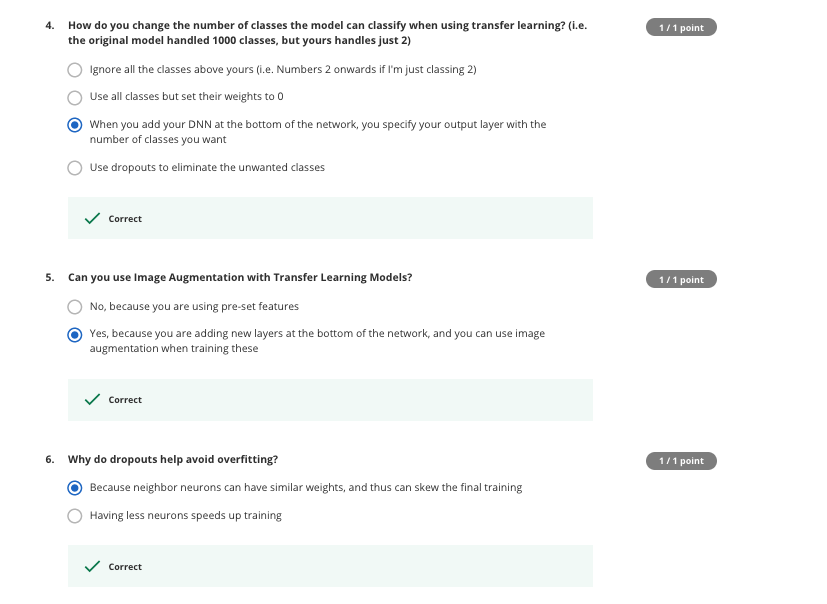 4. How do you change the number of classes the model can classify when using transfer learning? (i.e. 1 / 1 point
the original model handled 1000 classes, but yours handles just 2)
Ignore all the classes above yours (i.e. Numbers 2 onwards if I'm just classing 2)
Use all classes but set their weights to 0
When you add your DNN at the bottom of the network, you specify your output layer with the
number of classes you want
Use dropouts to eliminate the unwanted classes
Correct
5. Can you use Image Augmentation with Transfer Learning Models? 1 / 1 point
No, because you are using pre-set features
Yes, because you are adding new layers at the bottom of the network, and you can use image
augmentation when training these
Correct
6. Why do dropouts help avoid overfitting? 1 / 1 point
Because neighbor neurons can have similar weights, and thus can skew the final training
Having less neurons speeds up training
Correct